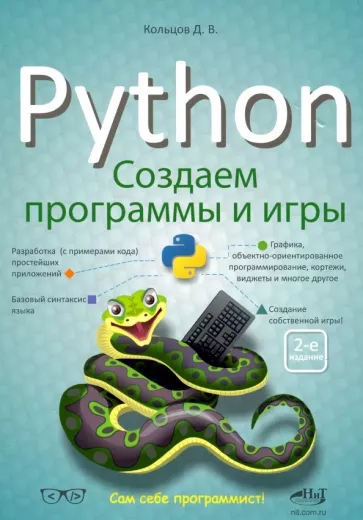 Кольцов Д. В.
Python
Создаем
программы и игры
Разработка (с примерами кода)
простейших
приложений
Графика,
объектно-ориентированное
программирование, кортежи,
виджеты и многое другое
Базовый синтаксис
языка
Создание
собственной игры!
2-е
издание
</>
Сам себе программист!
НиТ
nit.com.ru